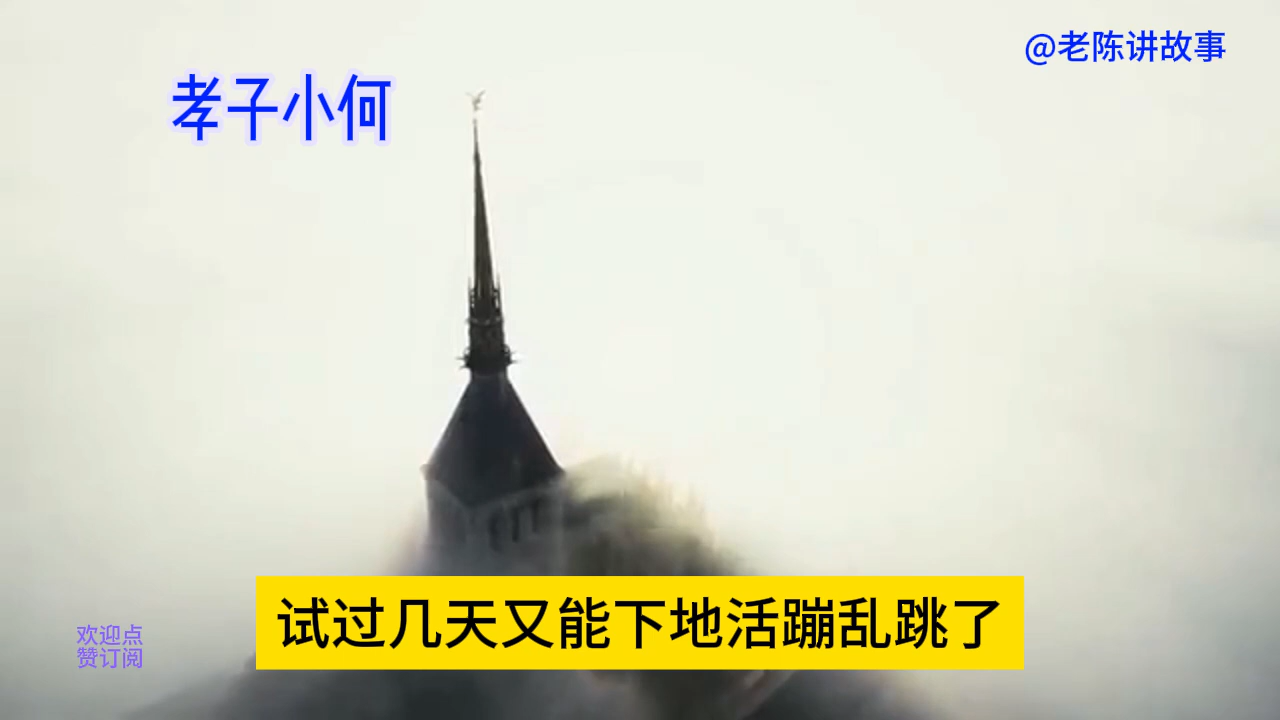 @老陈讲故事
孝子小何
试过几天又能下地活蹦乱跳了
欢迎点
赞订阅